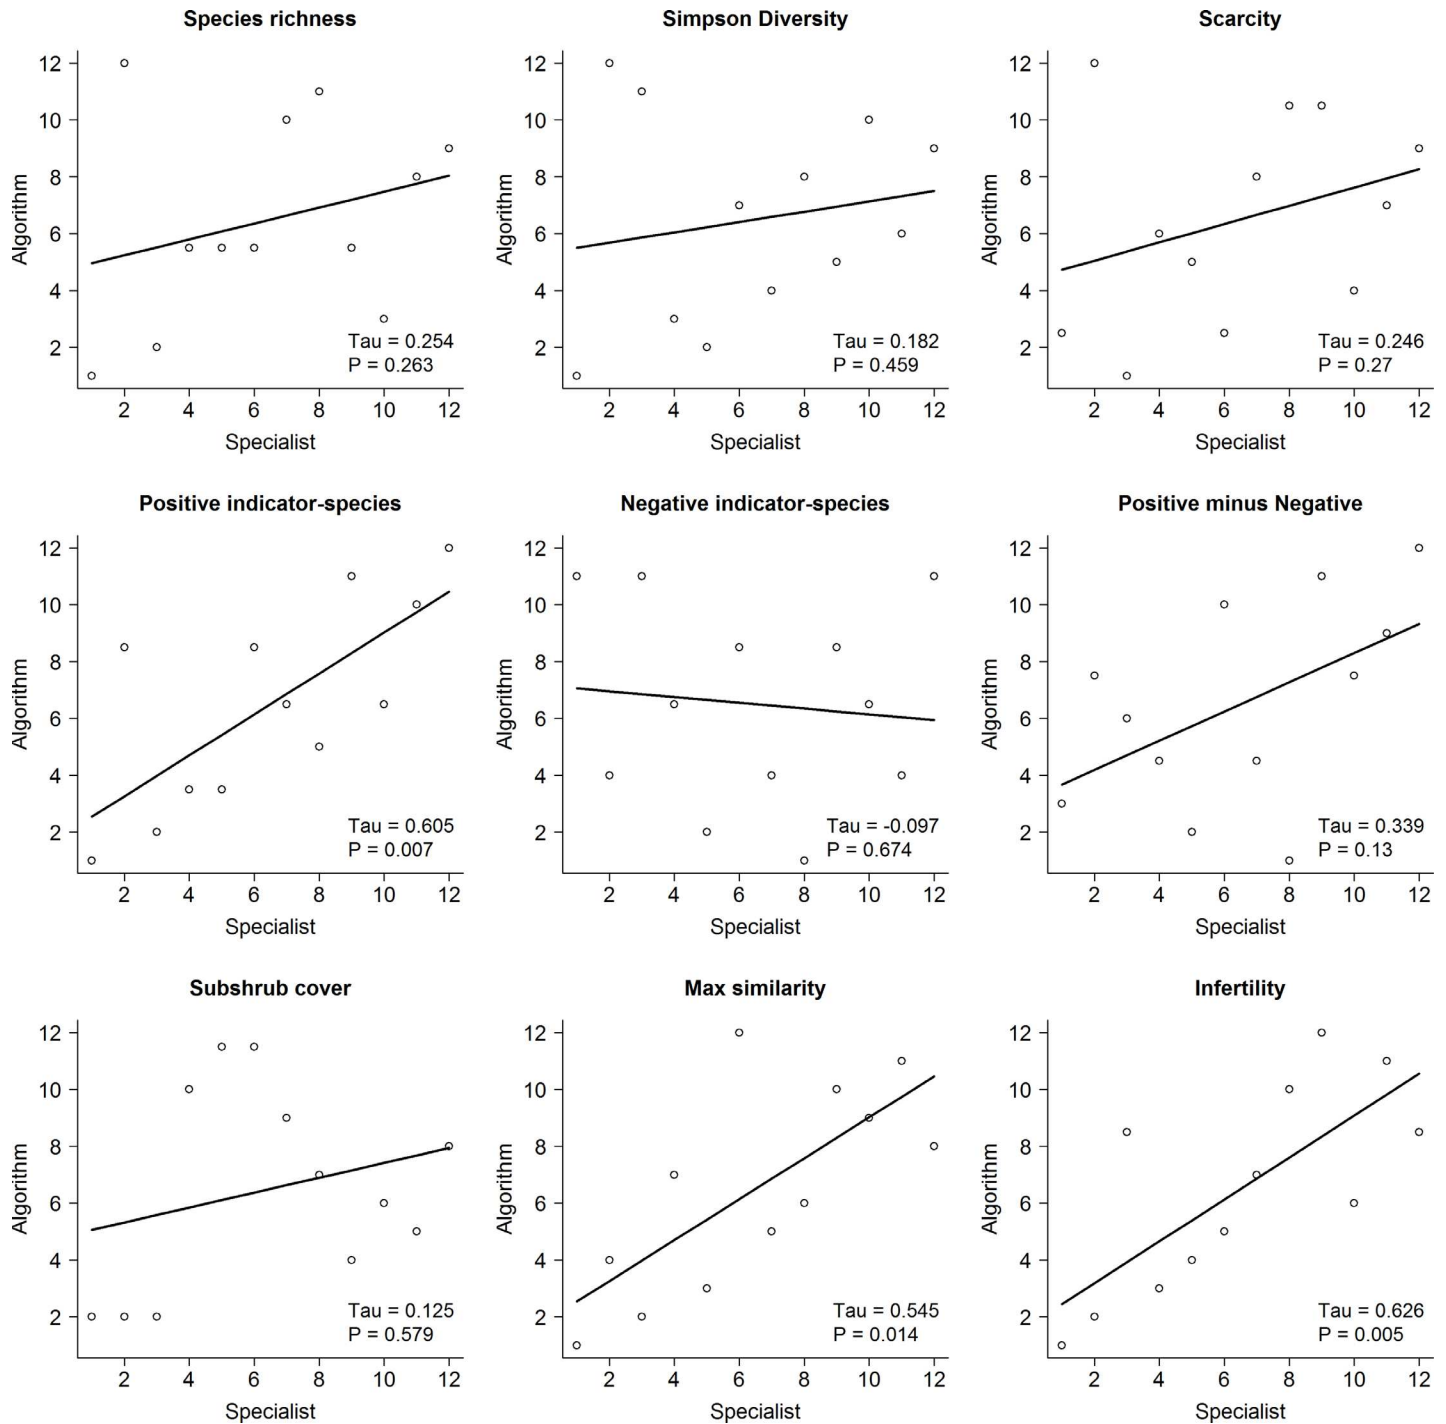 Species richness
12
10
8
6
4
2
Algorithm
Tau = 0.254
P = 0.263
2 4 6 8 10 12
Specialist
Simpson Diversity
12
10
8
6
4
2
Algorithm
Tau = 0.182
P = 0.459
2 4 6 8 10 12
Specialist
Scarcity
12
10
8
6
4
2
Algorithm
Tau = 0.246
P = 0.27
2 4 6 8 10 12
Specialist
Positive indicator-species
12
10
8
6
4
2
Algorithm
Tau = 0.605
P = 0.007
2 4 6 8 10 12
Specialist
Negative indicator-species
12
10
8
6
4
2
Algorithm
Tau = -0.097
P = 0.674
2 4 6 8 10 12
Specialist
Positive minus Negative
12
10
8
6
4
2
Algorithm
Tau = 0.339
P = 0.13
2 4 6 8 10 12
Specialist
Subshrub cover
12
10
8
6
4
2
Algorithm
Tau = 0.125
P = 0.579
2 4 6 8 10 12
Specialist
Max similarity
12
10
8
6
4
2
Algorithm
Tau = 0.545
P = 0.014
2 4 6 8 10 12
Specialist
Infertility
12
10
8
6
4
2
Algorithm
Tau = 0.626
P = 0.005
2 4 6 8 10 12
Specialist